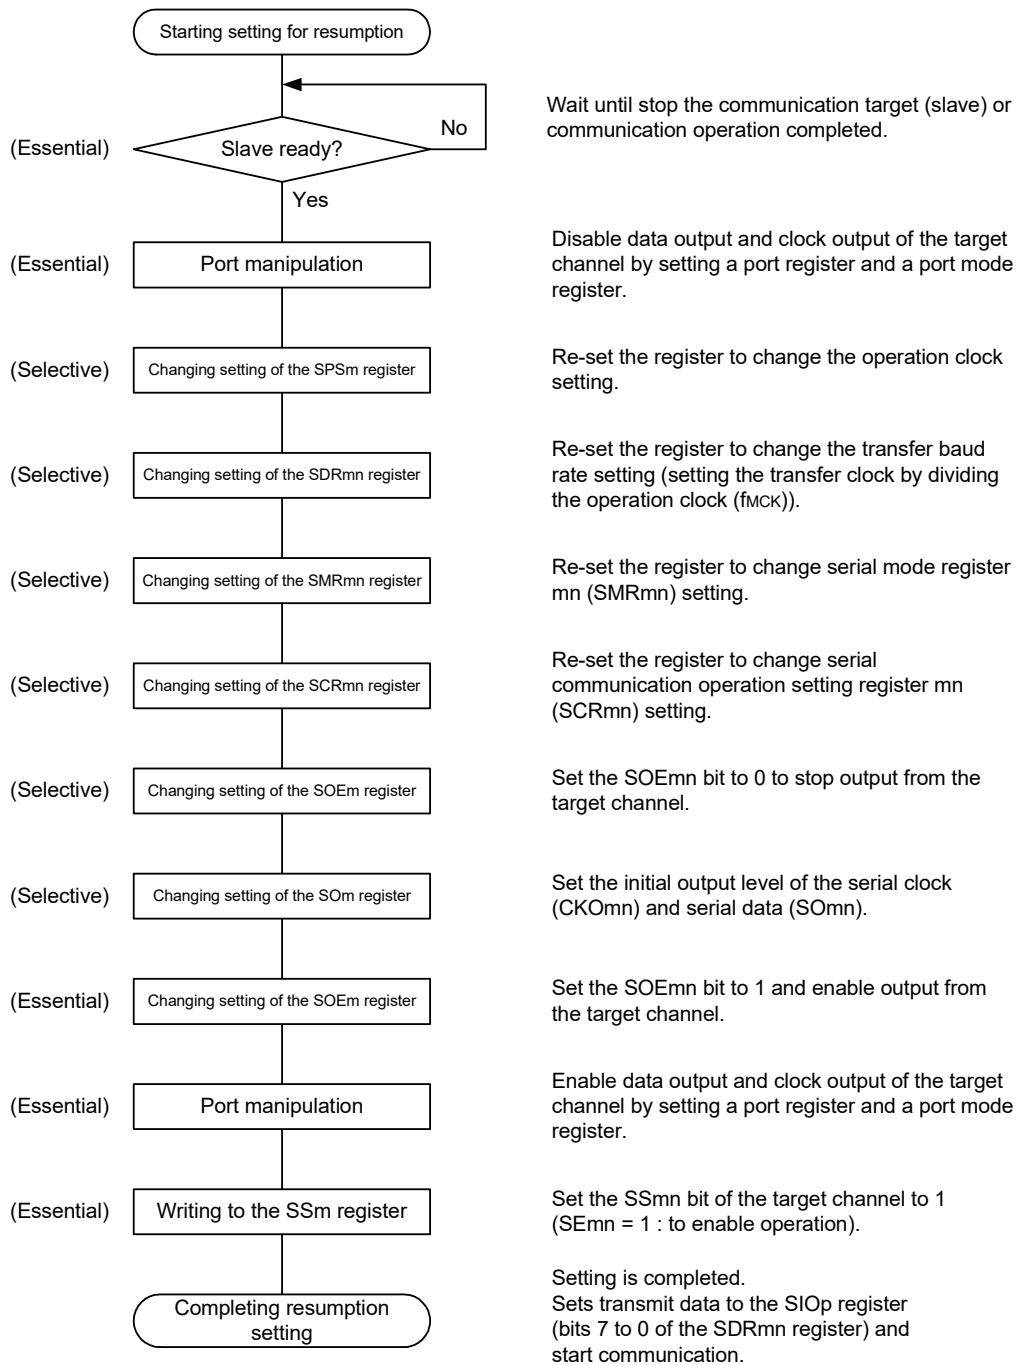 Starting setting for resumption
Wait until stop the communication target (slave) or
communication operation completed.
No
(Essential)
Slave ready?
Yes
Disable data output and clock output of the target
channel by setting a port register and a port mode
register.
(Essential)
Port manipulation
Re-set the register to change the operation clock
setting.
(Selective)
Changing setting of the SPSm register
Re-set the register to change the transfer baud
rate setting (setting the transfer clock by dividing
the operation clock (fMCK)).
(Selective)
Changing setting of the SDRmn register
Re-set the register to change serial mode register
mn (SMRmn) setting.
(Selective)
Changing setting of the SMRmn register
Re-set the register to change serial
communication operation setting register mn
(SCRmn) setting.
(Selective)
Changing setting of the SCRmn register
Set the SOEmn bit to 0 to stop output from the
target channel.
(Selective)
Changing setting of the SOEm register
Set the initial output level of the serial clock
(CKOmn) and serial data (SOmn).
(Selective)
Changing setting of the SOm register
Set the SOEmn bit to 1 and enable output from
the target channel.
(Essential)
Changing setting of the SOEm register
Enable data output and clock output of the target
channel by setting a port register and a port mode
register.
(Essential)
Port manipulation
Set the SSmn bit of the target channel to 1
(SEmn = 1 : to enable operation).
(Essential)
Writing to the SSm register
Setting is completed.
Sets transmit data to the SIOp register
(bits 7 to 0 of the SDRmn register) and
start communication.
Completing resumption
setting